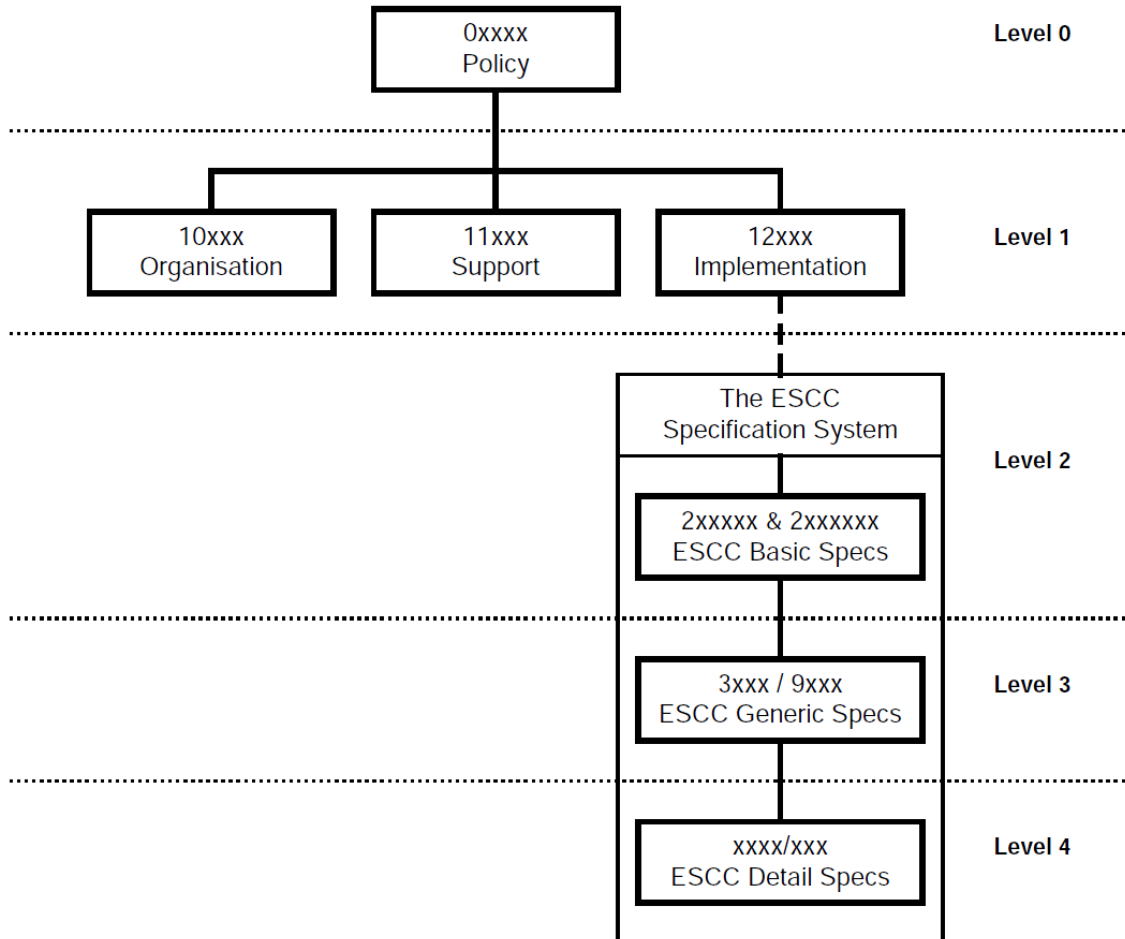 0xxxx
Policy
Level 0
10xxx
Organisation
11xxx
Support
12xxx
Implementation
Level 1
The ESCC
Specification System
Level 2
2xxxxx & 2xxxxxx
ESCC Basic Specs
3xxx / 9xxx
ESCC Generic Specs
Level 3
xxxx/xxx
ESCC Detail Specs
Level 4